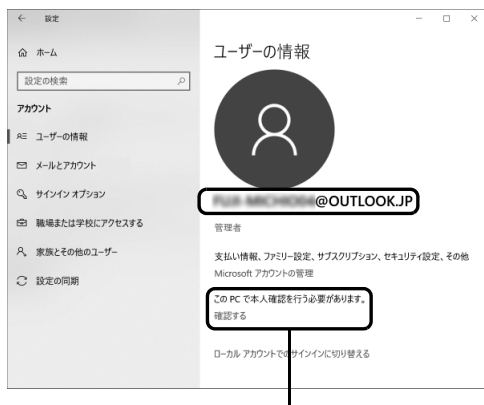 設定
ホーム
設定の検索
アカウント
ユーザーの情報
メールとアカウント
サインイン オプション
職場または学校にアクセスする
家族とその他のユーザー
設定の同期
ユーザーの情報
@OUTLOOK.JP
管理者
支払い情報、ファミリー設定、サブスクリプション、セキュリティ設定、その他
Microsoft アカウントの管理
この PC で本人確認を行う必要があります。
確認する
ローカル アカウントでのサインインに切り替える